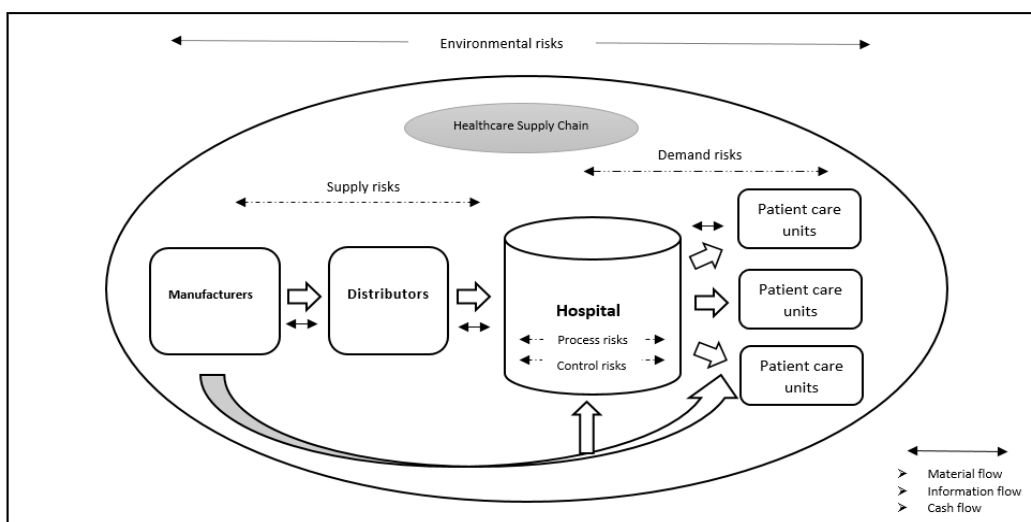 Environmental risks
Healthcare Supply Chain
Demand risks
Supply risks
Patient care
units
Manufacturers
Distributors
Hospital
Process risks
Control risks
Patient care
units
Patient care
units
Material flow
Information flow
Cash flow